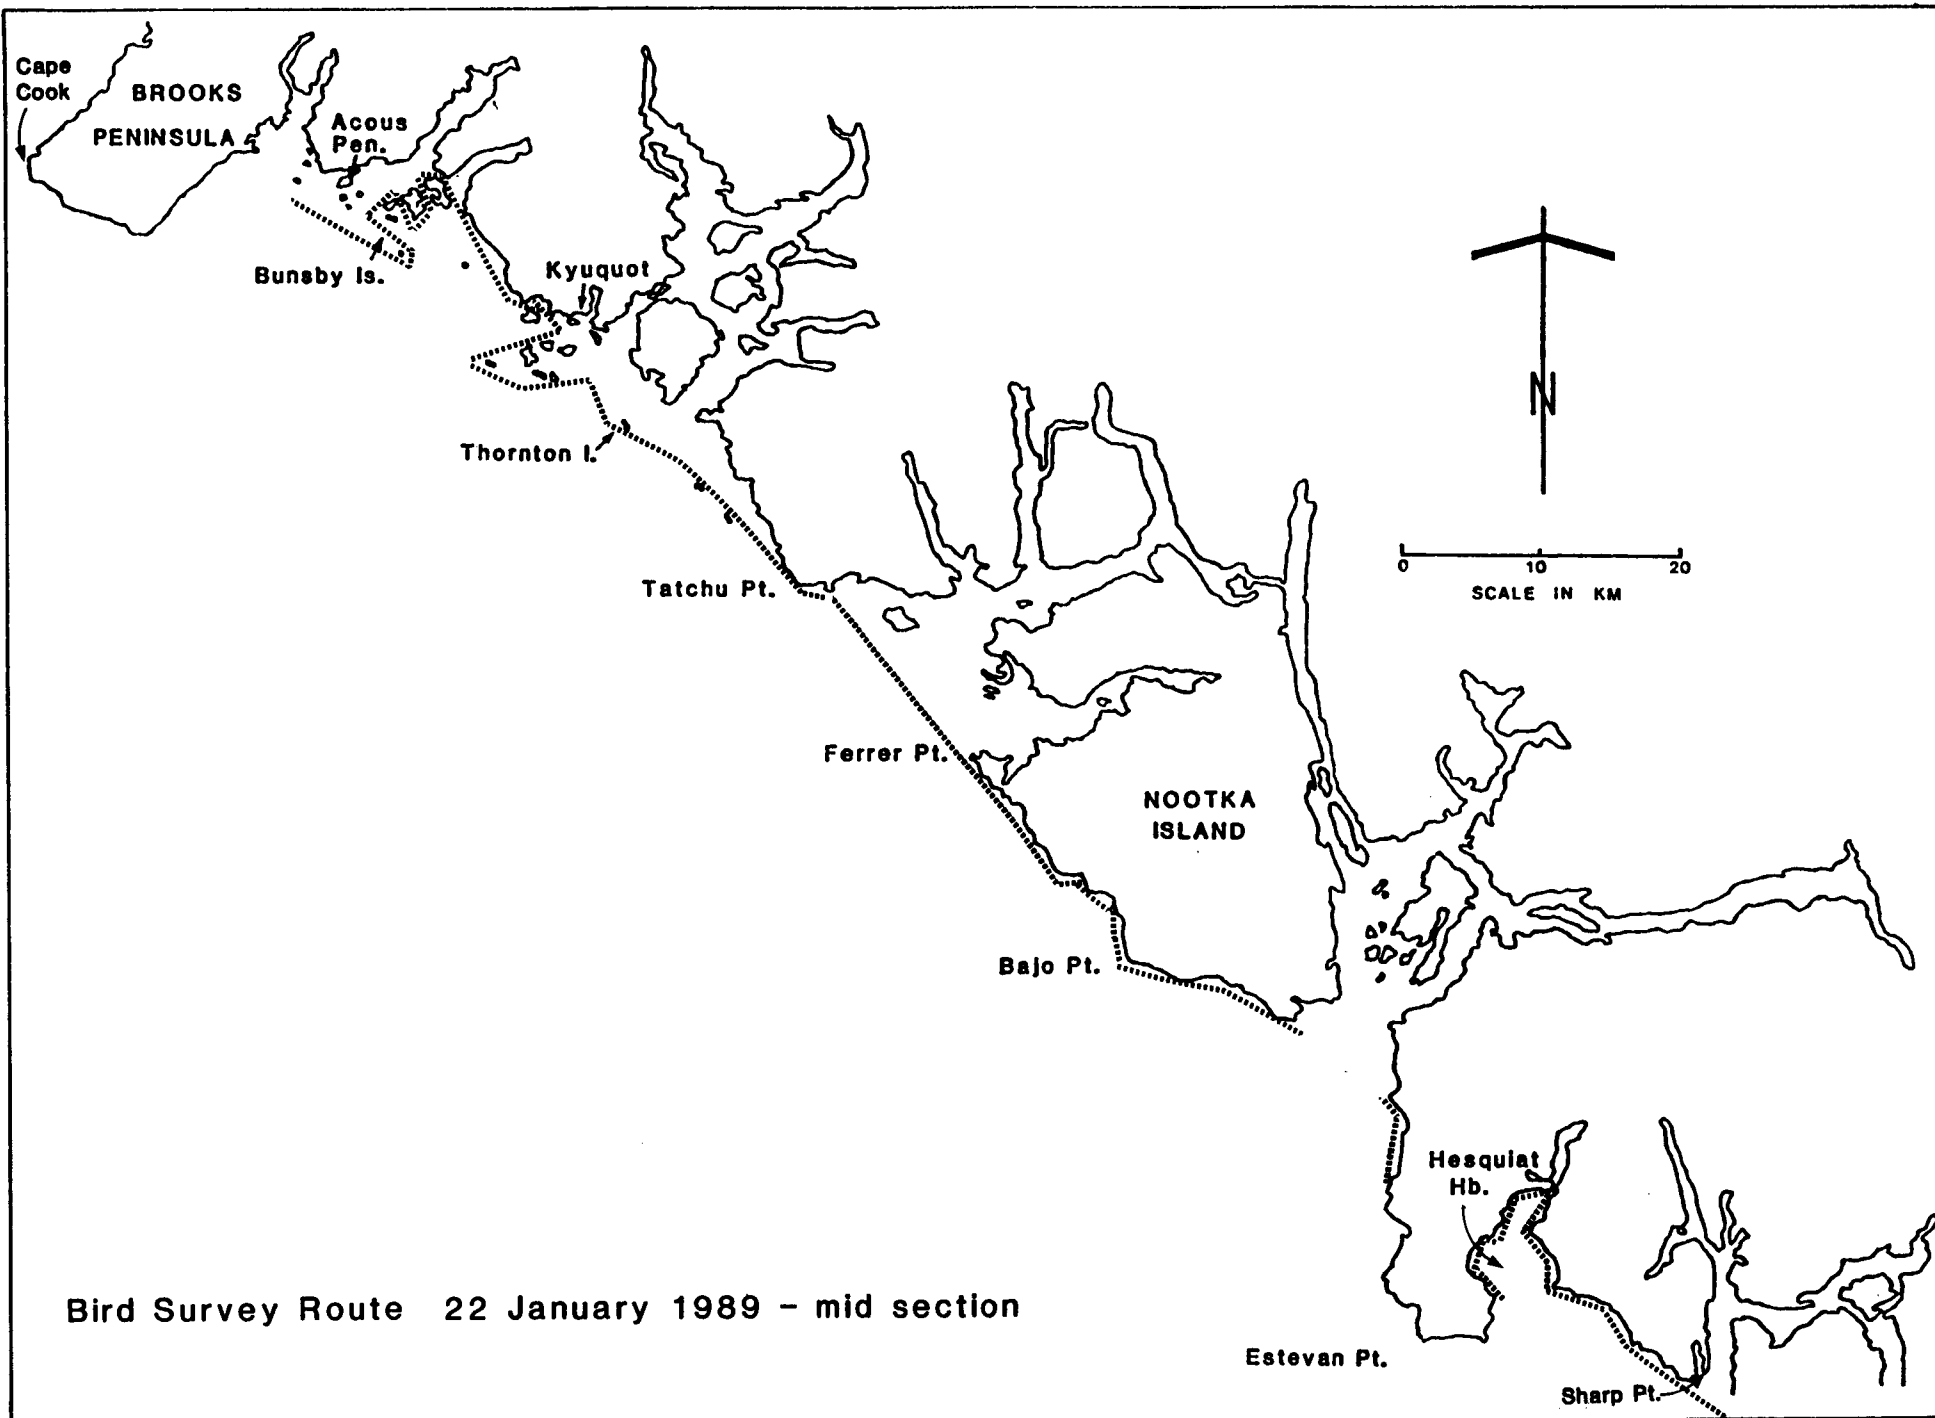 Cape
Cook
BROOKS
PENINSULA
Acous
Pen.
Bunsby Is.
Kyuquot
Thornton I.
N
0 10 20
SCALE IN KM
Tatchu Pt.
Ferrer Pt.
NOOTKA
ISLAND
Bajo Pt.
Hesquiat
Hb.
Bird Survey Route 22 January 1989 - mid section
Estevan Pt.
Sharp Pt.